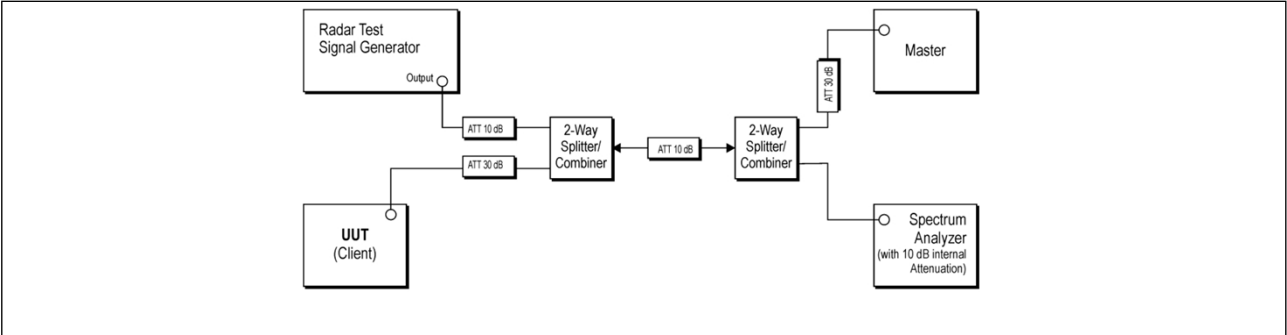 Radar Test
Signal Generator
Output
ATT 10 dB
ATT 30 dB
UUT
(Client)
2-Way
Splitter/
Combiner
ATT 10 dB
2-Way
Splitter/
Combiner
ATT 30 dB
Master
Spectrum
Analyzer
(with 10 dB internal
Attenuation)